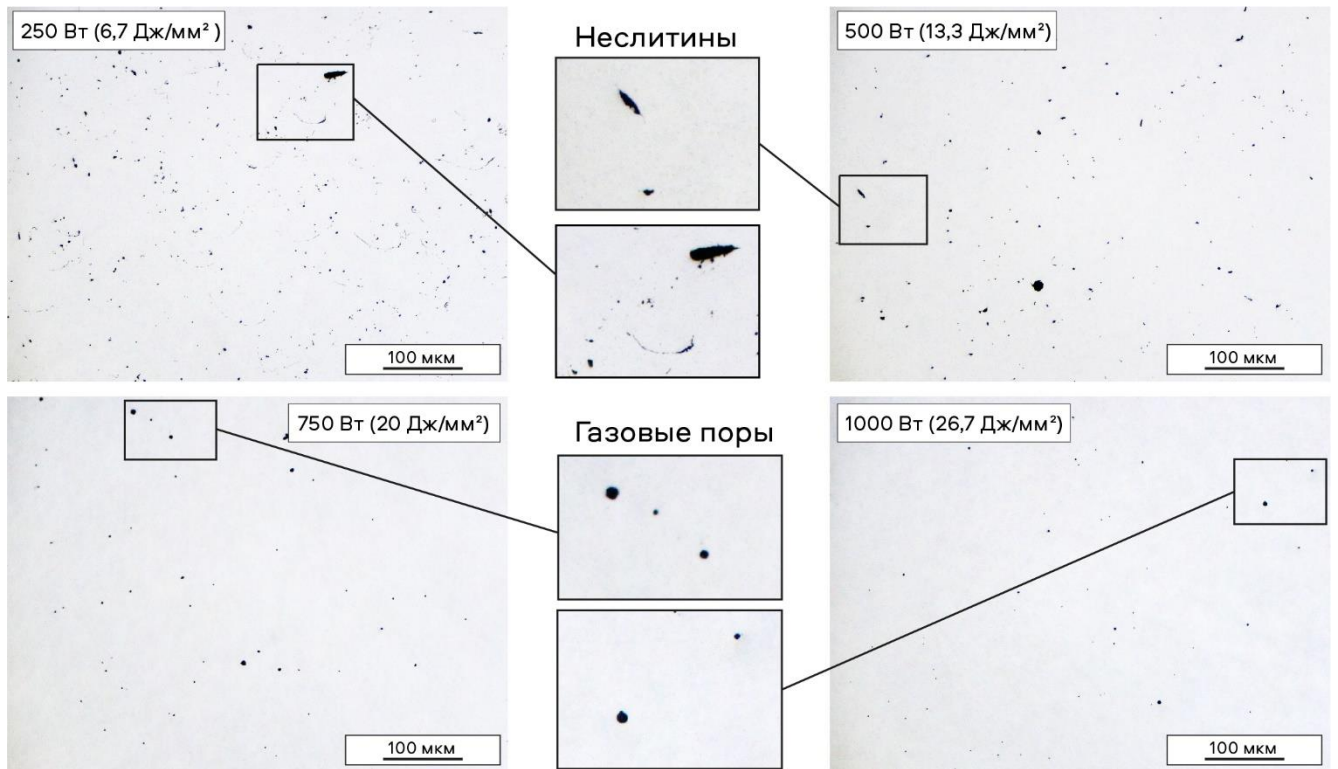 250 Вт (6,7 Дж/мм² )
Неслитины
500 Вт (13,3 Дж/мм²)
100 мкм
100 мкм
750 Вт (20 Дж/мм²)
Газовые поры
1000 Вт (26,7 Дж/мм²)
100 мкм
100 мкм